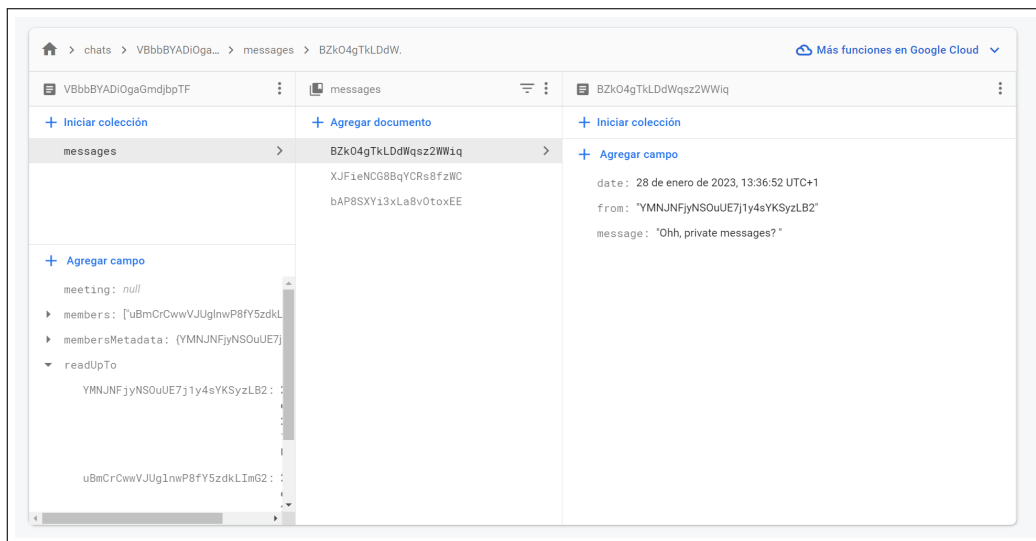 chats > VBbbBYADiOga... > messages > BZkO4gTkLDdW.
Más funciones en Google Cloud
VBbbBYADiOgaGmdjbpTF
messages
BZkO4gTkLDdWqsz2WWiq
+ Iniciar colección
+ Agregar documento
+ Iniciar colección
messages
BZkO4gTkLDdWqsz2WWiq
XJFieNCG8BqYCRs8fzWC
bAP8SXYi3xLa8vOtoxEE
+ Agregar campo
date: 28 de enero de 2023, 13:36:52 UTC+1
from: "YMNJNFjyNSOuUE7j1y4sYKSyzLB2"
message: "Ohh, private messages? "
+ Agregar campo
meeting: null
members: ["uBmCrCwwVJUglnwP8fY5zdkL
membersMetadata: {YMNJNFjyNSOuUE7j
readUpTo
YMNJNFjyNSOuUE7j1y4sYKSyzLB2:
uBmCrCwwVJUglnwP8fY5zdkLImG2: